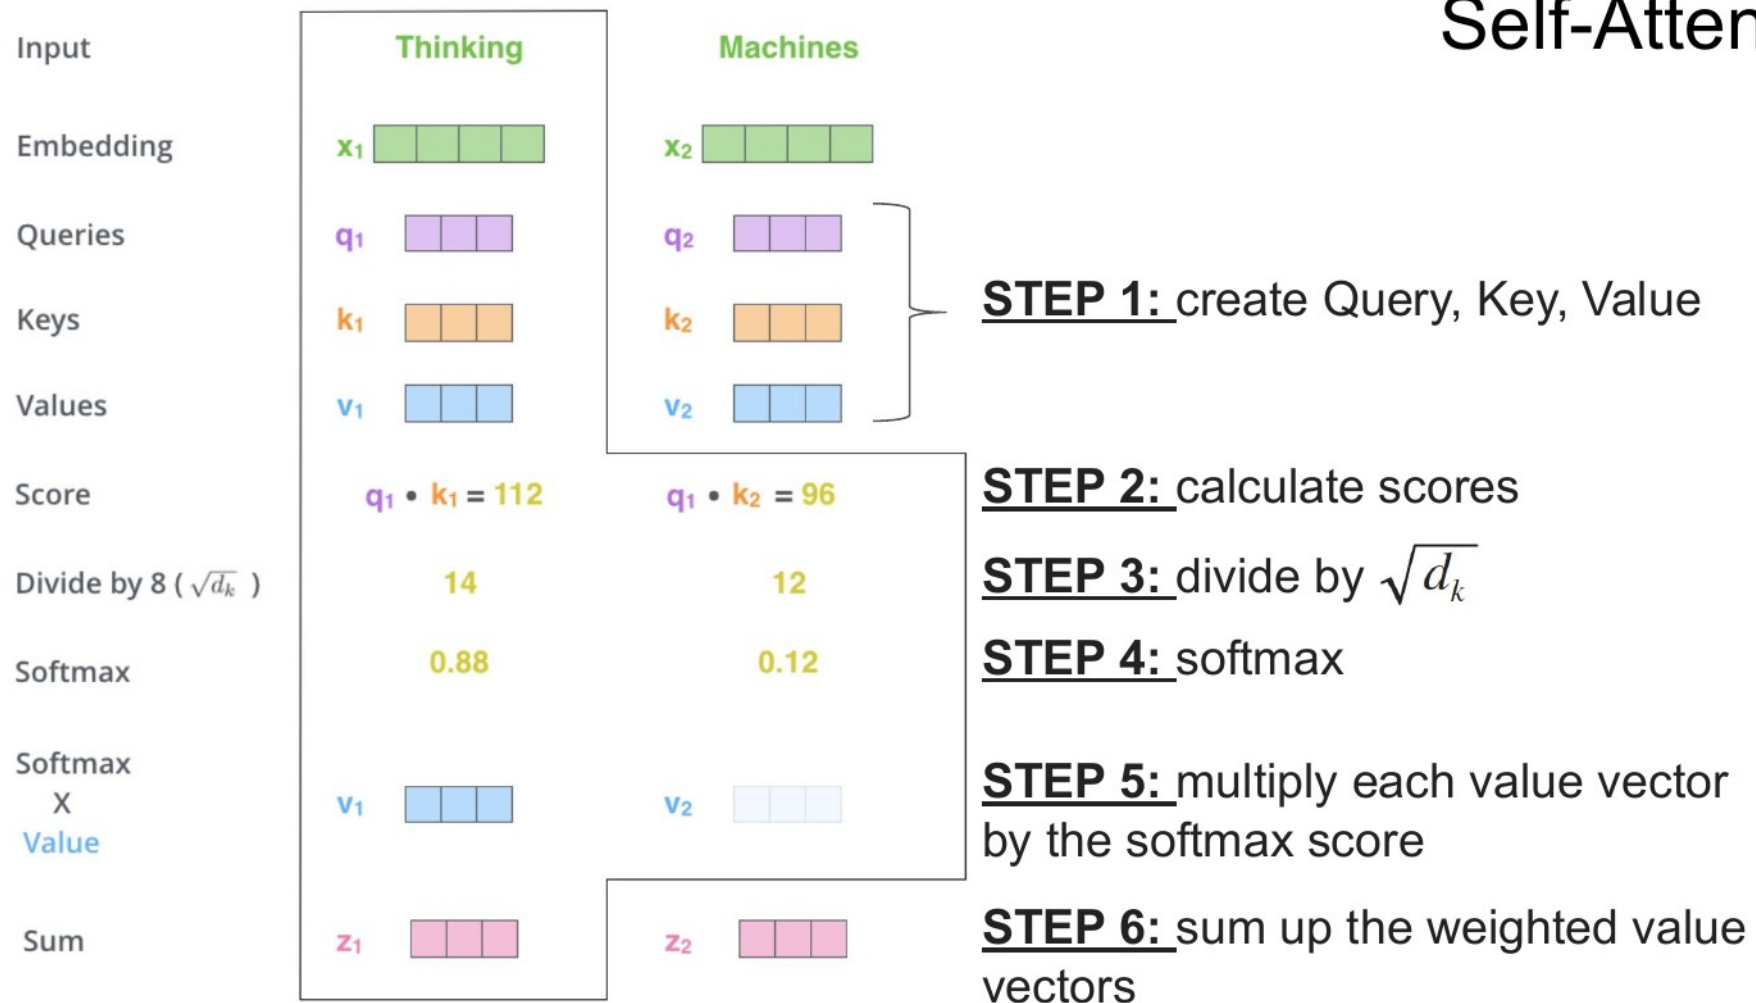 Self-Atten
Input Thinking Machines
Embedding x₁ x₂
Queries q₁ q₂
Keys k₁ k₂
STEP 1: create Query, Key, Value
Values v₁ v₂
Score q₁ • k₁ = 112 q₁ • k₂ = 96
STEP 2: calculate scores
Divide by 8 ( √dₖ ) 14 12
STEP 3: divide by √dₖ
Softmax 0.88 0.12
STEP 4: softmax
Softmax
X
Value
v₁ v₂
STEP 5: multiply each value vector
by the softmax score
Sum z₁ z₂
STEP 6: sum up the weighted value
vectors